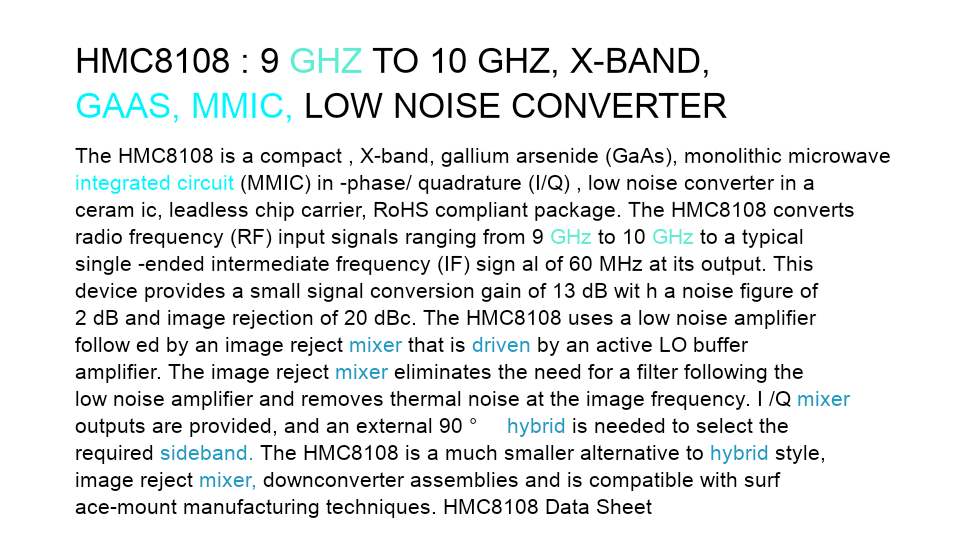 HMC8108 : 9 GHZ TO 10 GHZ, X-BAND,
GAAS, MMIC, LOW NOISE CONVERTER
The HMC8108 is a compact , X-band, gallium arsenide (GaAs), monolithic microwave
integrated circuit (MMIC) in -phase/ quadrature (I/Q) , low noise converter in a
ceram ic, leadless chip carrier, RoHS compliant package. The HMC8108 converts
radio frequency (RF) input signals ranging from 9 GHz to 10 GHz to a typical
single -ended intermediate frequency (IF) sign al of 60 MHz at its output. This
device provides a small signal conversion gain of 13 dB wit h a noise figure of
2 dB and image rejection of 20 dBc. The HMC8108 uses a low noise amplifier
follow ed by an image reject mixer that is driven by an active LO buffer
amplifier. The image reject mixer eliminates the need for a filter following the
low noise amplifier and removes thermal noise at the image frequency. I /Q mixer
outputs are provided, and an external 90 ° hybrid is needed to select the
required sideband. The HMC8108 is a much smaller alternative to hybrid style,
image reject mixer, downconverter assemblies and is compatible with surf
ace-mount manufacturing techniques. HMC8108 Data Sheet